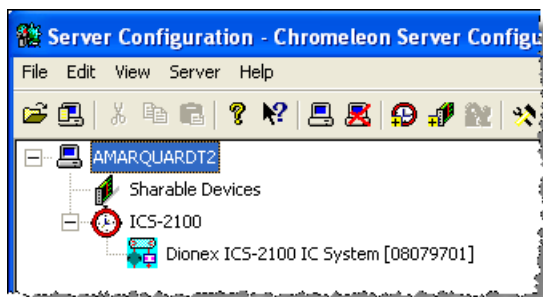 Server Configuration - Chromeleon Server Configu
File Edit View Server Help
AMARQUARDT2
Sharable Devices
ICS-2100
Dionex ICS-2100 IC System [08079701]